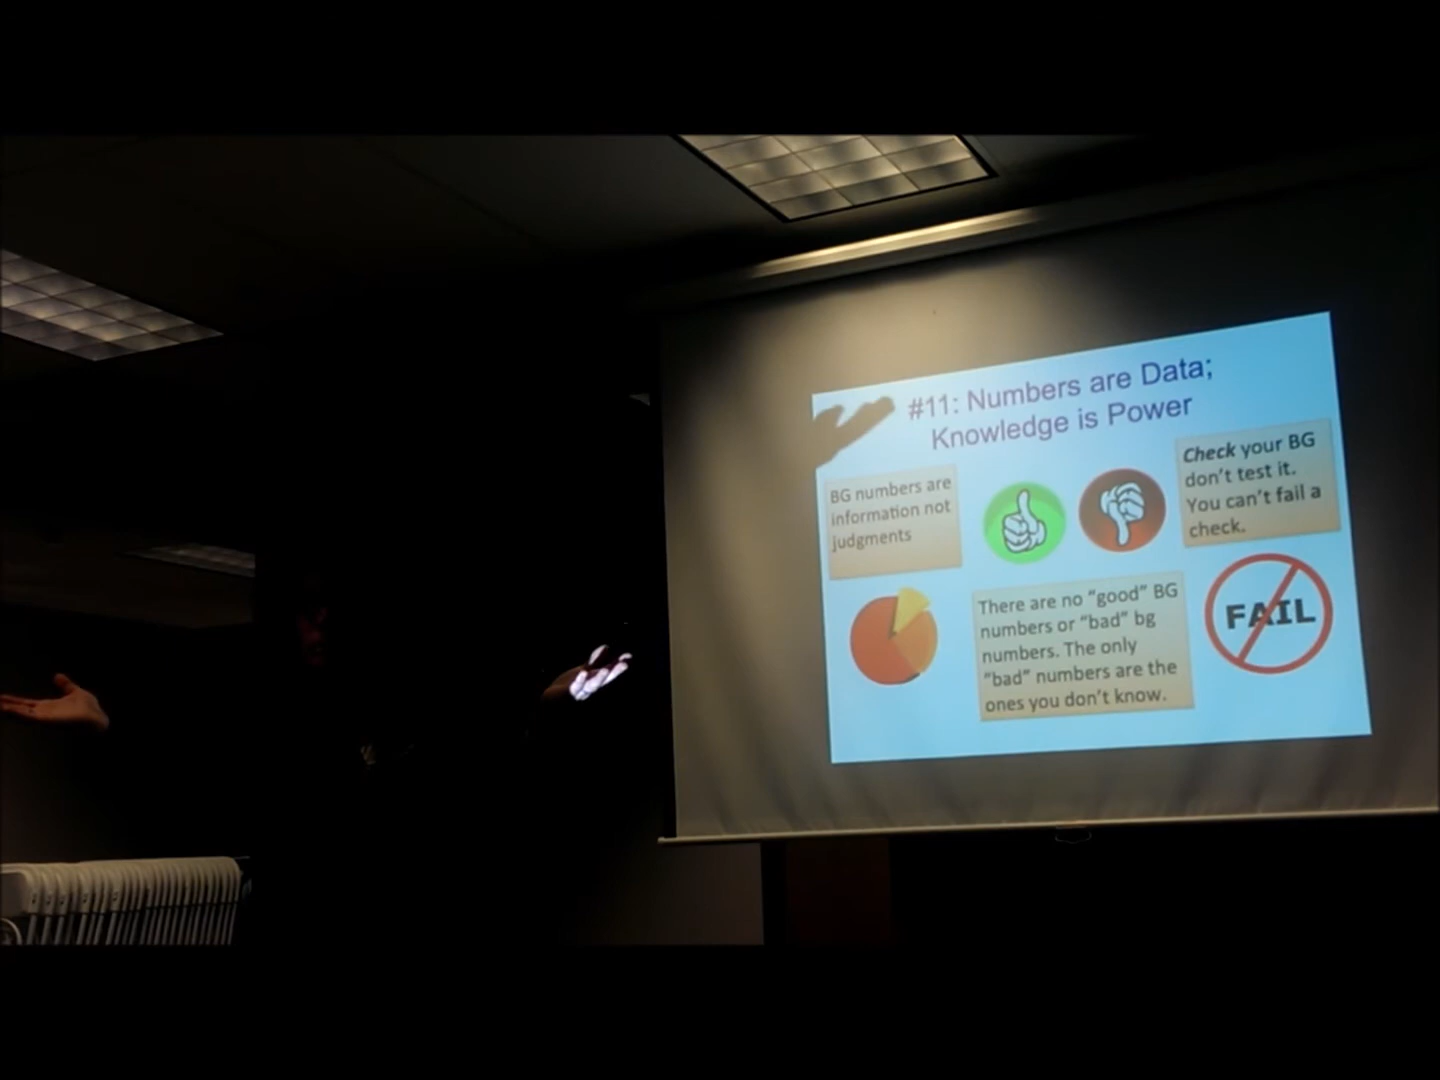 #11: Numbers are Data;
Knowledge is Power
BG numbers are
information not
judgments
Check your BG
don't test it.
You can't fail a
check.
There are no "good" BG
numbers or "bad" bg
numbers. The only
"bad" numbers are the
ones you don't know.
FAIL